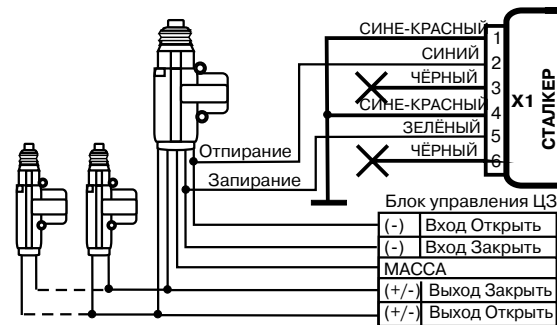 СИНЕ-КРАСНЫЙ 1
СИНИЙ 2
ЧЁРНЫЙ 3
СИНЕ-КРАСНЫЙ 4
ЗЕЛЁНЫЙ 5
ЧЁРНЫЙ 6
X1
СТАЛКЕР
Отпирание
Запирание
Блок управления ЦЗ
(-) Вход Открыть
(-) Вход Закрыть
МАССА
(+/-) Выход Закрыть
(+/-) Выход Открыть